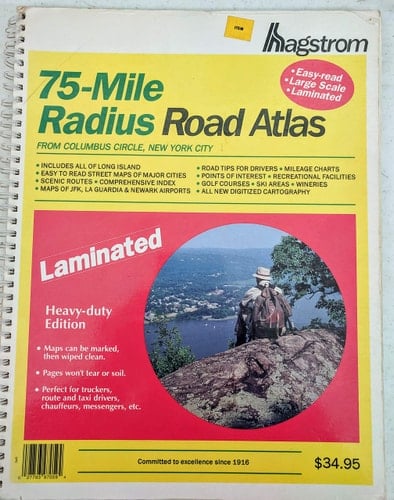 Hagstrom
• Easy-read
• Large Scale
• Laminated
75-Mile
Radius Road Atlas
FROM COLUMBUS CIRCLE, NEW YORK CITY
• INCLUDES ALL OF LONG ISLAND
• EASY TO READ STREET MAPS OF MAJOR CITIES
SCENIC ROUTES • COMPREHENSIVE INDEX
• MAPS OF JFK, LA GUARDIA & NEWARK AIRPORTS
• ROAD TIPS FOR DRIVERS • MILEAGE CHARTS
• POINTS OF INTEREST • RECREATIONAL FACILITIES
• GOLF COURSES • SKI AREAS • WINERIES
• ALL NEW DIGITIZED CARTOGRAPHY
Laminated
Heavy-duty
Edition
• Maps can be marked,
then wiped clean.
• Pages won't tear or soil.
• Perfect for truckers,
route and taxi drivers,
chauffeurs, messengers, etc.
Committed to excellence since 1916
$34.95